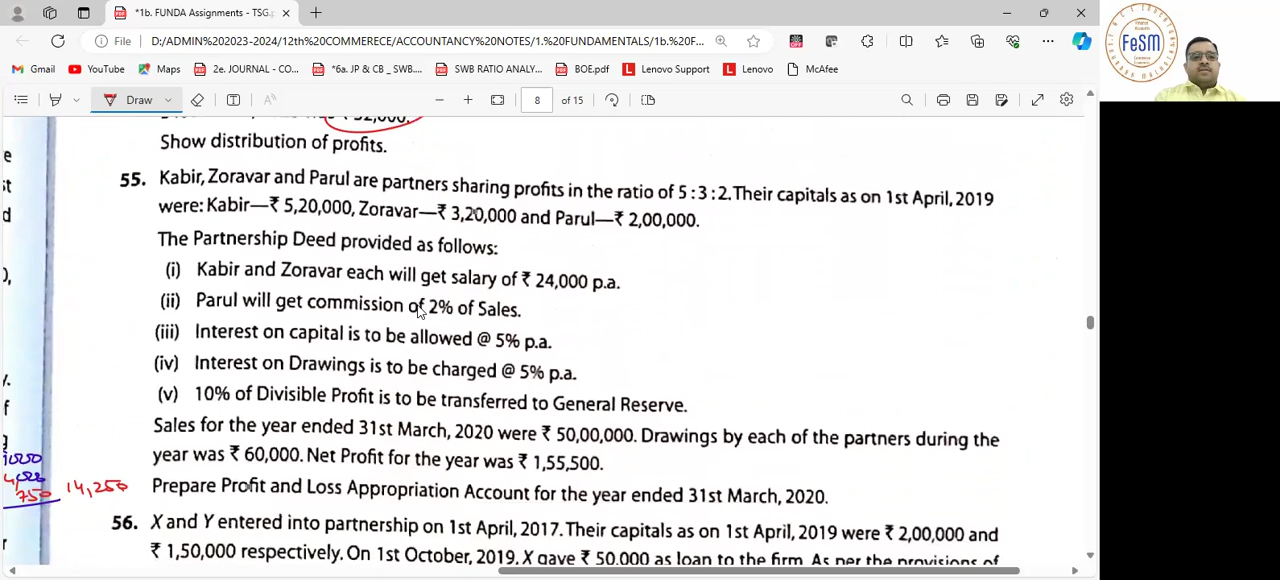 *1b. FUNDA Assignments - TSG.p
File
D:/ADMIN%202023-2024/12th%20COMMERECE/ACCOUNTANCE%20NOTES/1.%20FUNDAMENTALS/1b.%20F...
Gmail YouTube Maps 2e. JOURNAL - CO... *6a. JP & CB _SWB.... SWB RATIO ANALY... BOE.pdf Lenovo Support Lenovo McAfee
Draw 8 of 15
Show distribution of profits.
55. Kabir, Zoravar and Parul are partners sharing profits in the ratio of 5:3:2. Their capitals as on 1st April, 2019
were: Kabir—₹ 5,20,000, Zoravar—₹ 3,20,000 and Parul—₹ 2,00,000.
The Partnership Deed provided as follows:
(i) Kabir and Zoravar each will get salary of ₹ 24,000 p.a.
(ii) Parul will get commission of 2% of Sales.
(iii) Interest on capital is to be allowed @ 5% p.a.
(iv) Interest on Drawings is to be charged @ 5% p.a.
(v) 10% of Divisible Profit is to be transferred to General Reserve.
Sales for the year ended 31st March, 2020 were ₹ 50,00,000. Drawings by each of the partners during the
year was ₹ 60,000. Net Profit for the year was ₹ 1,55,500.
750 14,250
Prepare Profit and Loss Appropriation Account for the year ended 31st March, 2020.
56. X and Y entered into partnership on 1st April, 2017. Their capitals as on 1st April, 2019 were ₹ 2,00,000 and
₹ 1,50,000 respectively. On 1st October, 2019, X gave ₹ 50,000 as loan to the firm. As per the provisions of
FeSM